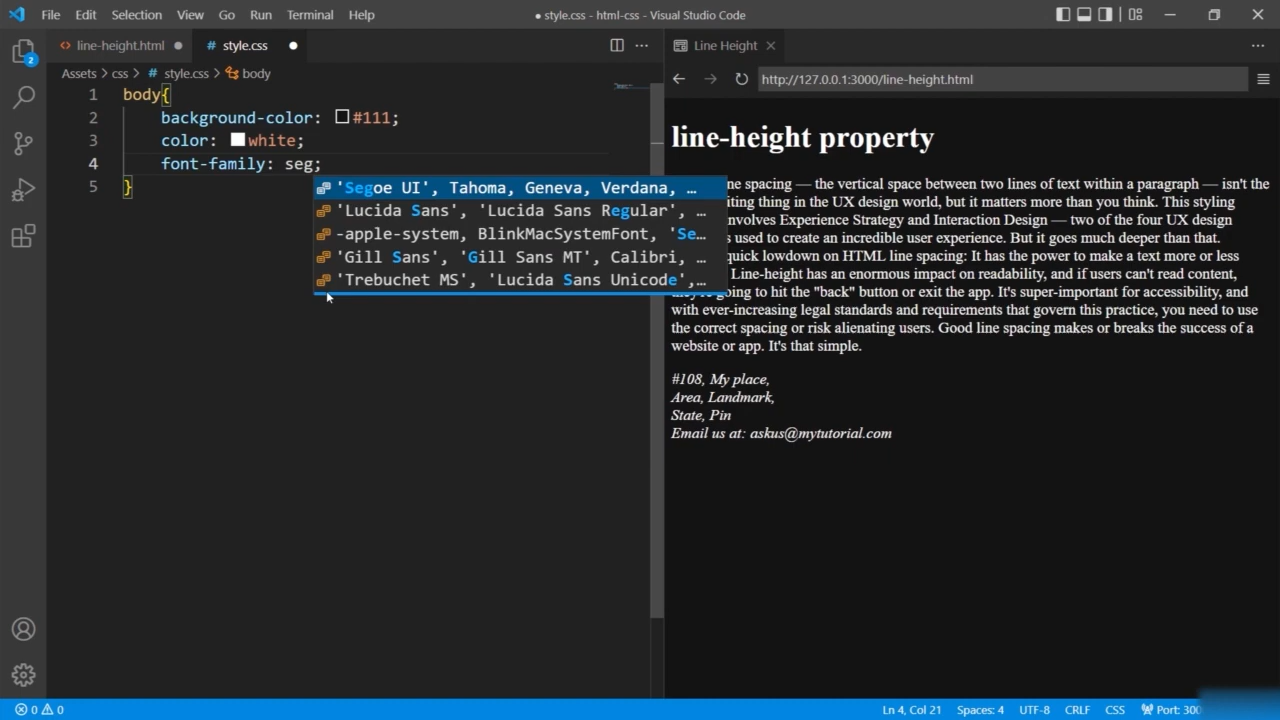 File Edit Selection View Go Run Terminal Help
● style.css - html-css - Visual Studio Code
line-height.html
# style.css
Line Height
Assets > css > # style.css > body
http://127.0.0.1:3000/line-height.html
1 body{
2 background-color: #111;
3 color: white;
4 font-family: seg;
5 }
'Segoe UI', Tahoma, Geneva, Verdana, …
'Lucida Sans', 'Lucida Sans Regular', …
-apple-system, BlinkMacSystemFont, 'Se…
'Gill Sans', 'Gill Sans MT', Calibri, …
'Trebuchet MS', 'Lucida Sans Unicode',…
line-height property
spacing — the vertical space between two lines of text within a paragraph — isn't the
thing in the UX design world, but it matters more than you think. This styling
nvolves Experience Strategy and Interaction Design — two of the four UX design
used to create an incredible user experience. But it goes much deeper than that.
quick lowdown on HTML line spacing: It has the power to make a text more or less
Line-height has an enormous impact on readability, and if users can't read content,
they're going to hit the "back" button or exit the app. It's super-important for accessibility, and
with ever-increasing legal standards and requirements that govern this practice, you need to use
the correct spacing or risk alienating users. Good line spacing makes or breaks the success of a
website or app. It's that simple.
#108, My place,
Area, Landmark,
State, Pin
Email us at: askus@mytutorial.com
2
0 0
Ln 4, Col 21 Spaces: 4 UTF-8 CRLF CSS Port: 300